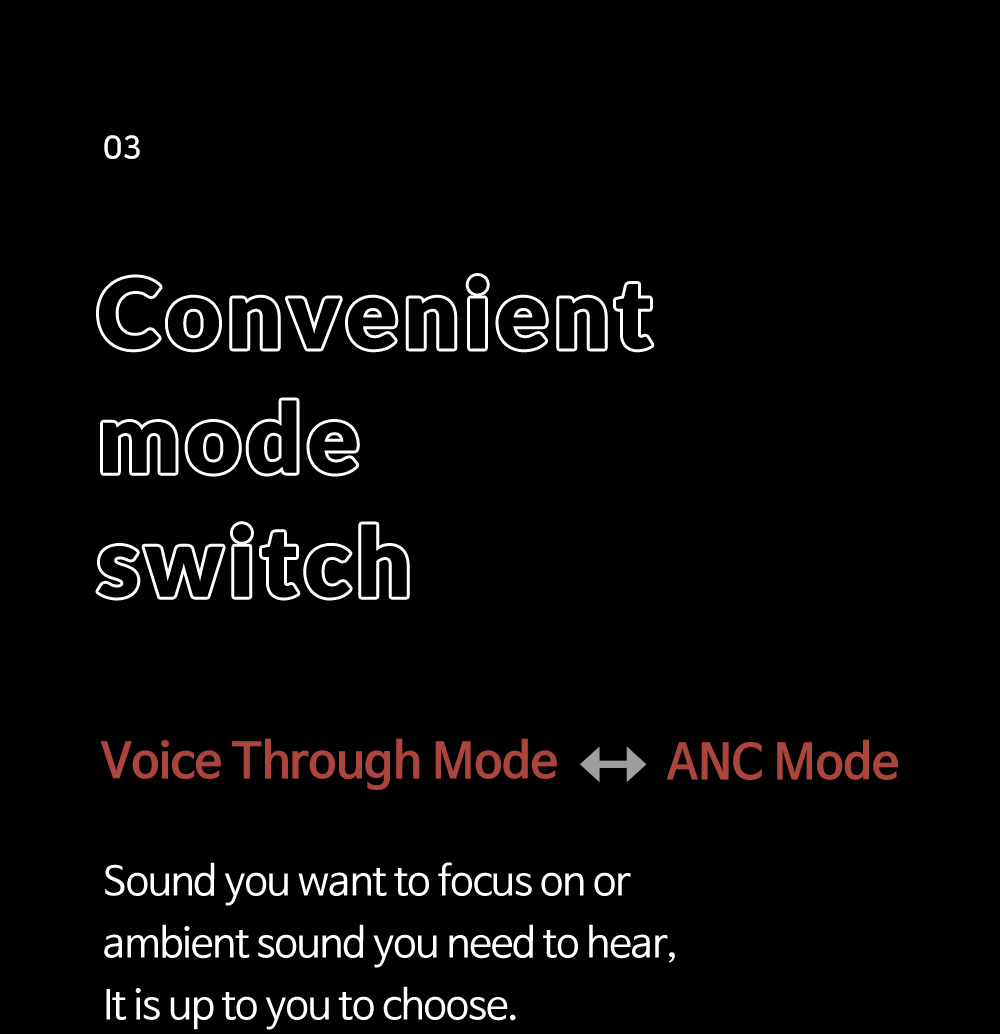 03
Convenient
mode
switch
Voice Through Mode ↔ ANC Mode
Sound you want to focus on or
ambient sound you need to hear,
It is up to you to choose.